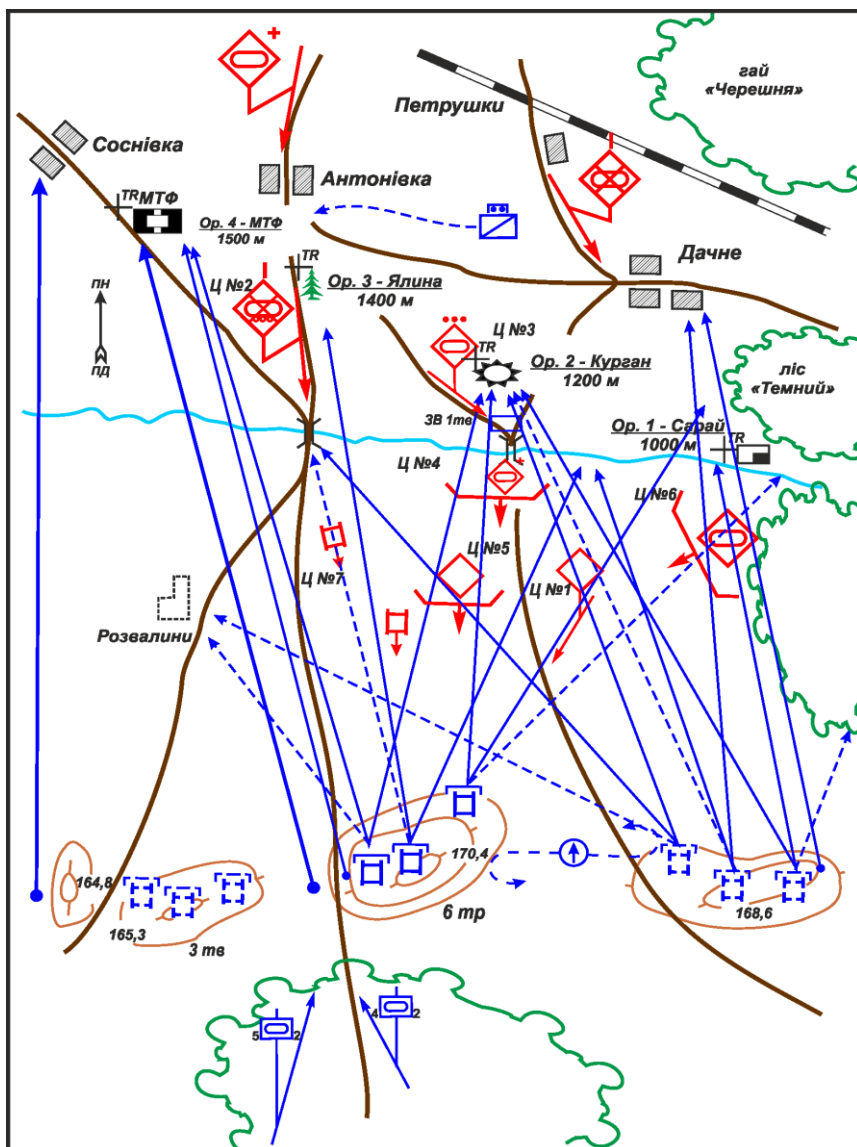 гай
«Черешня»
Петрушки
Соснівка
Антонівка
TR МТФ
Ор. 4 - МТФ
1500 м
Дачне
TR
Ц №2
Ор. 3 - Ялина
1400 м
ПН
ПД
Ц №3
TR
Ор. 2 - Курган
1200 м
ліс
«Темний»
ЗВ 1тв
Ор. 1 - Сарай
1000 м
TR
Ц №4
Ц №6
Ц №5
Ц №7
Ц №1
Розвалини
170,4
164,8
165,3
3 тв
6 тр
168,6
4
2
5
2